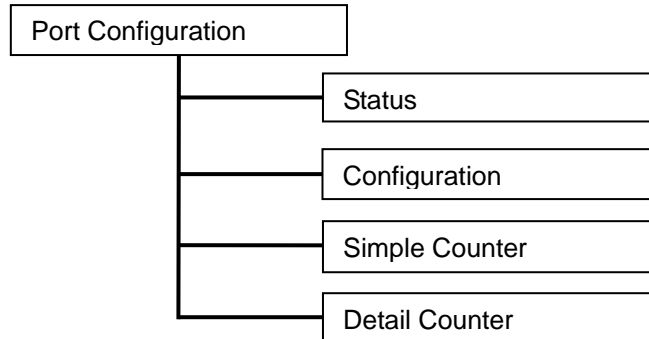 Port Configuration
Status
Configuration
Simple Counter
Detail Counter